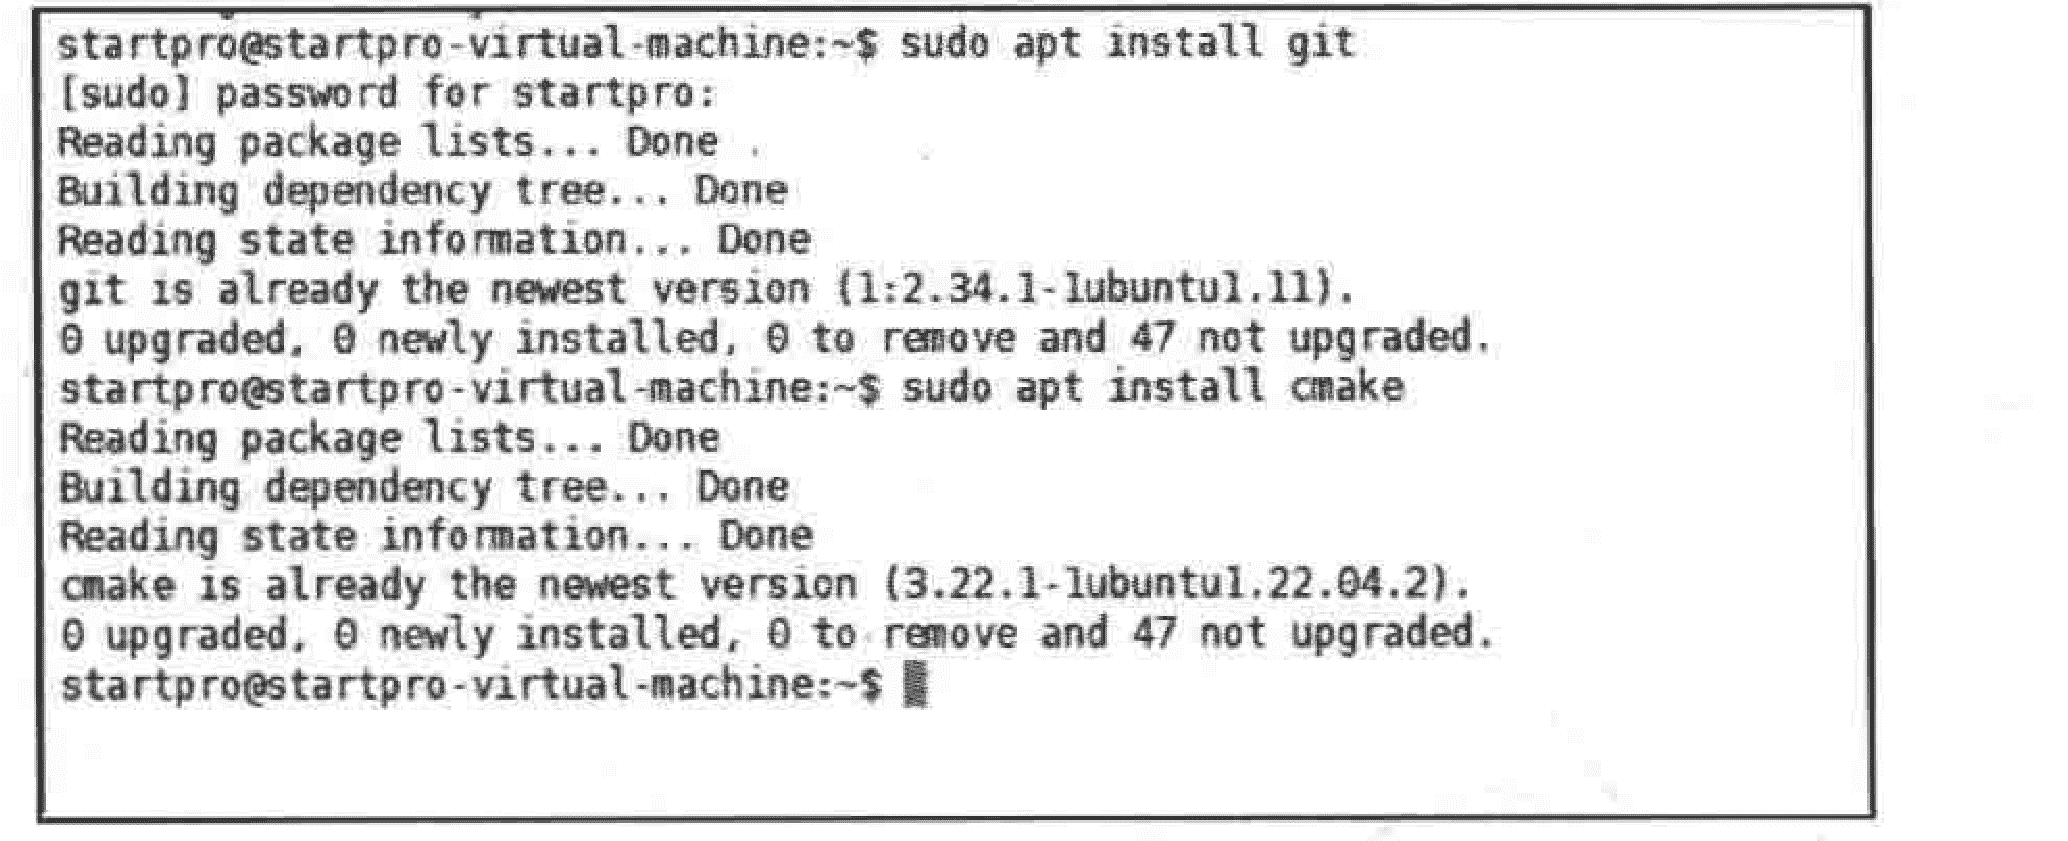 startpro@startpro-virtual-machine:~$ sudo apt install git
[sudo] password for startpro:
Reading package lists... Done
Building dependency tree... Done
Reading state information... Done
git is already the newest version (1:2.34.1-1ubuntu1.11).
0 upgraded, 0 newly installed, 0 to remove and 47 not upgraded.
startpro@startpro-virtual-machine:~$ sudo apt install cmake
Reading package lists... Done
Building dependency tree... Done
Reading state information... Done
cmake is already the newest version (3.22.1-1ubuntu1.22.04.2).
0 upgraded, 0 newly installed, 0 to remove and 47 not upgraded.
startpro@startpro-virtual-machine:~$